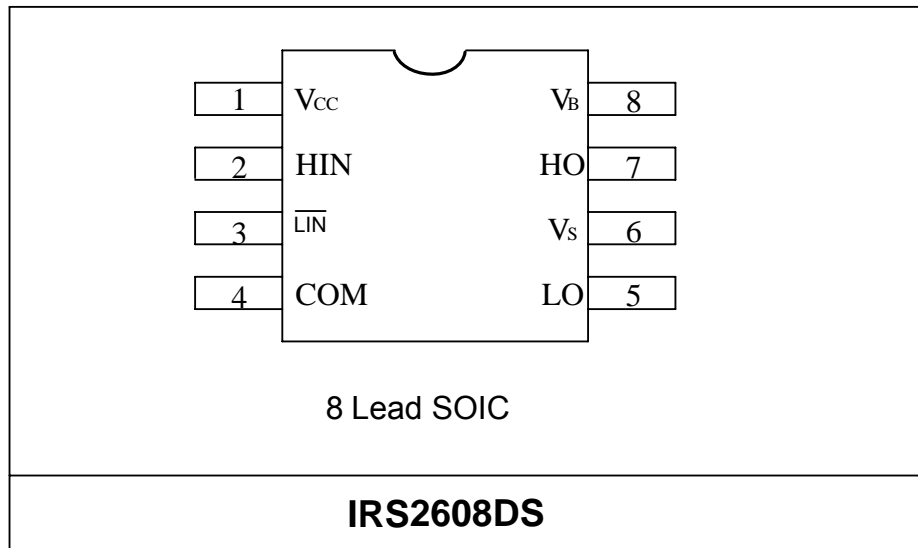 1 VCC VB 8
2 HIN HO 7
3 L̅I̅N̅ VS 6
4 COM LO 5
8 Lead SOIC
IRS2608DS